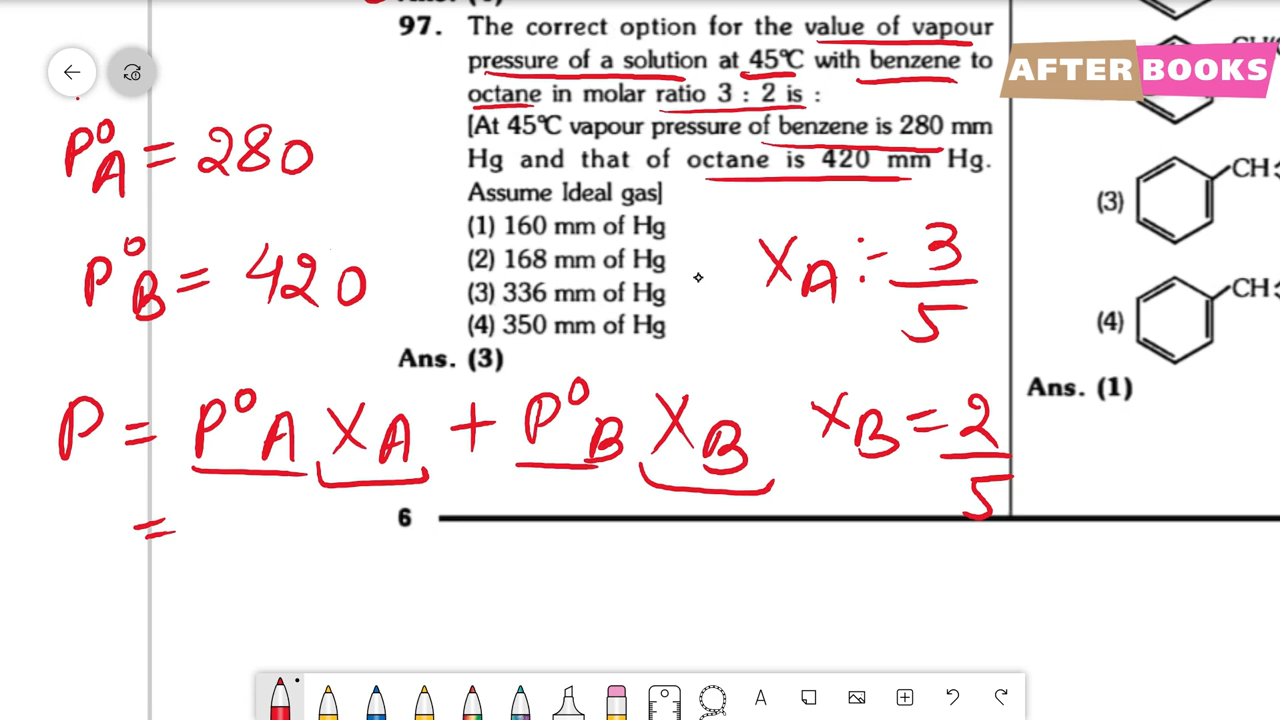 97. The correct option for the value of vapour
pressure of a solution at 45°C with benzene to
octane in molar ratio 3 : 2 is :
[At 45°C vapour pressure of benzene is 280 mm
Hg and that of octane is 420 mm Hg.
Assume Ideal gas]
(1) 160 mm of Hg
(2) 168 mm of Hg
(3) 336 mm of Hg
(4) 350 mm of Hg
Ans. (3)
P°A = 280
P°B = 420
XA :- 3/5
P = P°A XA + P°B XB
XB = 2/5
=
6
AFTERBOOKS
(3)
CH
(4)
CH
Ans. (1)
A